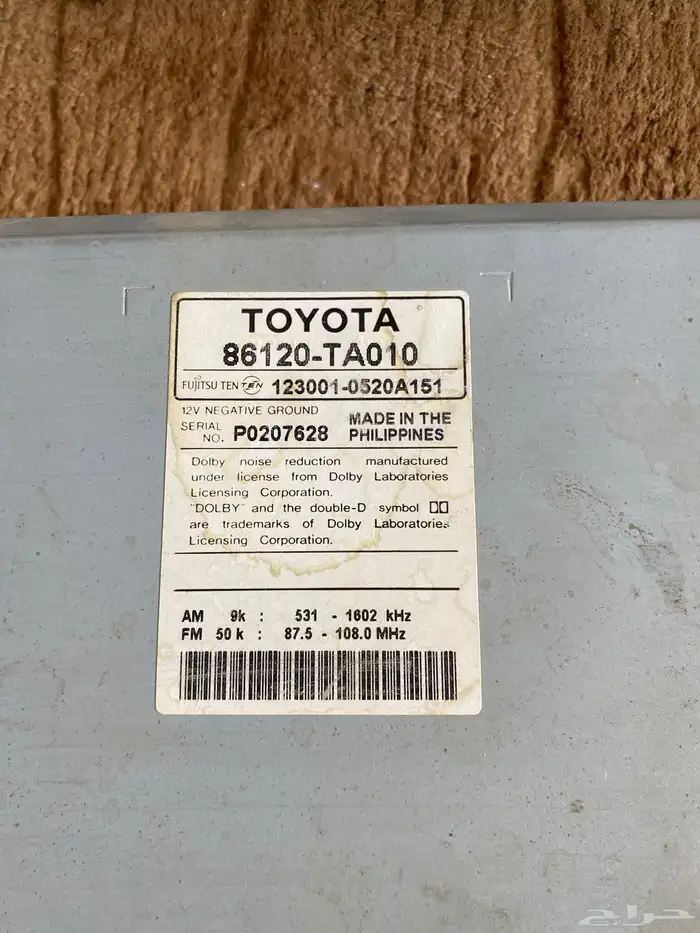 TOYOTA
86120-TA010
FUJITSU TEN TEN 123001-0520A151
12V NEGATIVE GROUND
SERIAL NO. P0207628
MADE IN THE PHILIPPINES
Dolby noise reduction manufactured
under license from Dolby Laboratories
Licensing Corporation.
"DOLBY" and the double-D symbol
are trademarks of Dolby Laboratories
Licensing Corporation.
AM 9k : 531 - 1602 kHz
FM 50k : 87.5 - 108.0 MHz
حراج